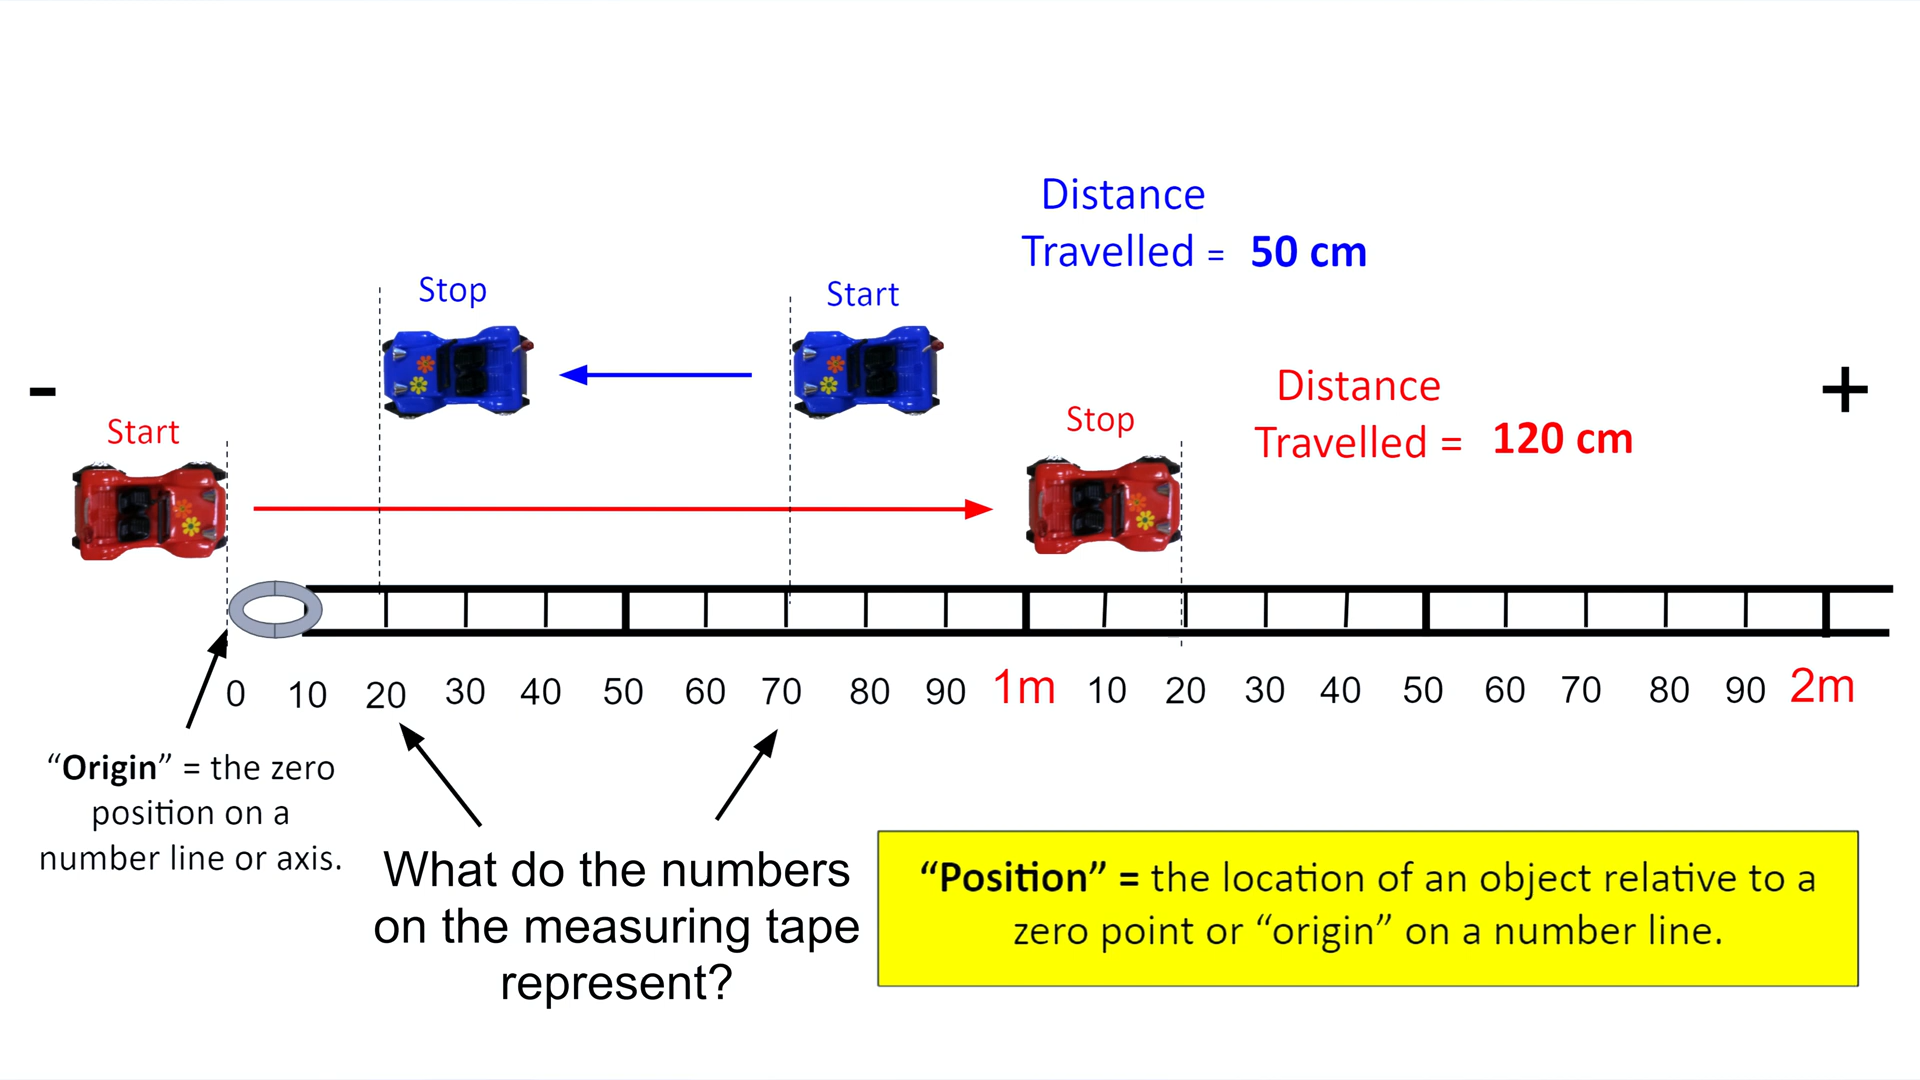 Distance
Travelled = 50 cm
Stop
Start
-
+
Distance
Travelled = 120 cm
Start
Stop
0 10 20 30 40 50 60 70 80 90 1m 10 20 30 40 50 60 70 80 90 2m
“Origin” = the zero
position on a
number line or axis.
What do the numbers
on the measuring tape
represent?
“Position” = the location of an object relative to a
zero point or “origin” on a number line.